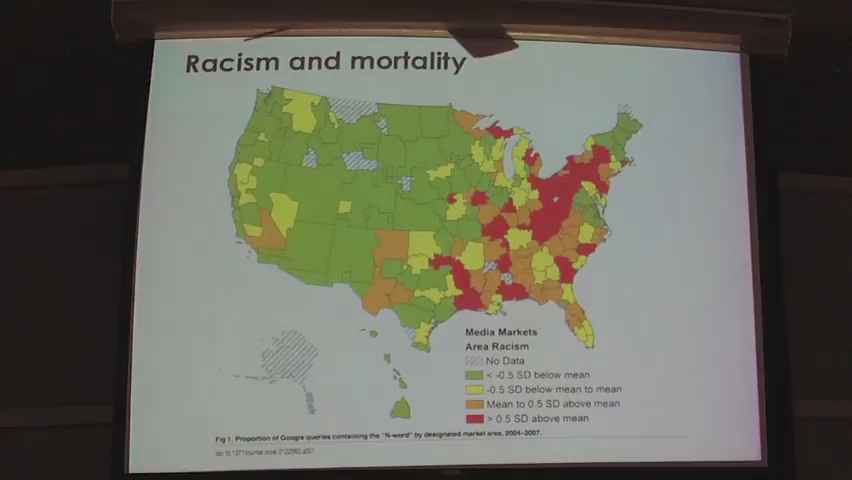 Racism and mortality
Media Markets
Area Racism
No Data
< -0.5 SD below mean
-0.5 SD below mean to mean
Mean to 0.5 SD above mean
> 0.5 SD above mean
Fig 1. Proportion of Google queries containing the "N-word" by designated market area, 2004–2007.